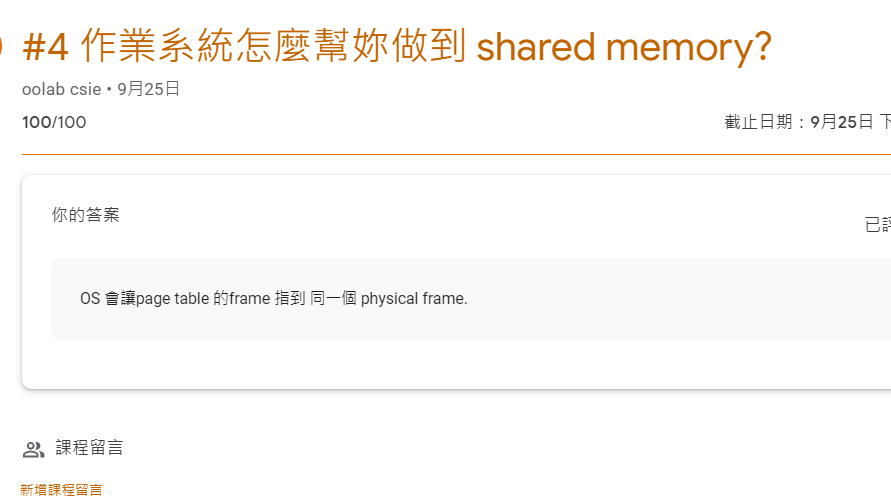 #4 作業系統怎麼幫妳做到 shared memory?
oolab csie • 9月25日
100/100
截止日期：9月25日 下
你的答案
已評
OS 會讓page table 的frame 指到 同一個 physical frame.
課程留言
新增課程留言